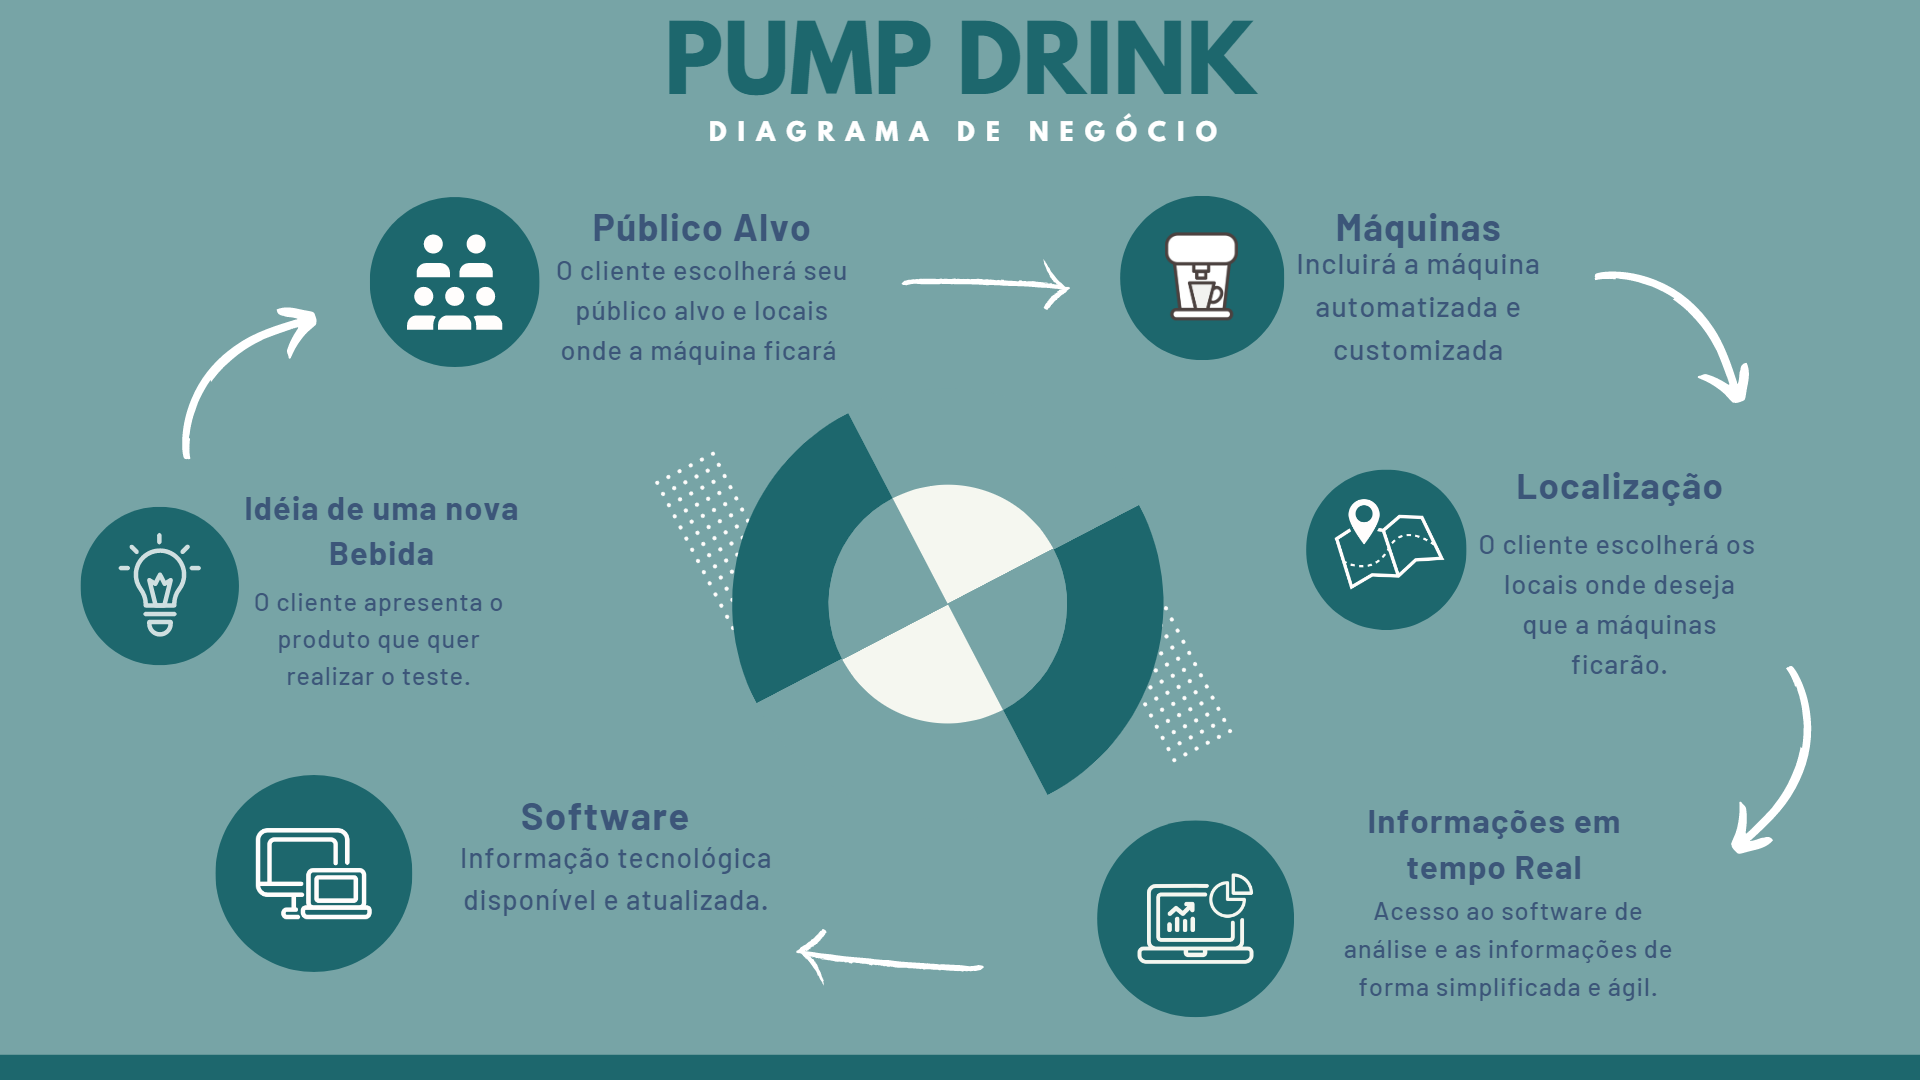 PUMP DRINK
DIAGRAMA DE NEGÓCIO
Público Alvo
O cliente escolherá seu
público alvo e locais
onde a máquina ficará
Máquinas
Incluirá a máquina
automatizada e
customizada
Idéia de uma nova
Bebida
O cliente apresenta o
produto que quer
realizar o teste.
Localização
O cliente escolherá os
locais onde deseja
que a máquinas
ficarão.
Software
Informação tecnológica
disponível e atualizada.
Informações em
tempo Real
Acesso ao software de
análise e as informações de
forma simplificada e ágil.